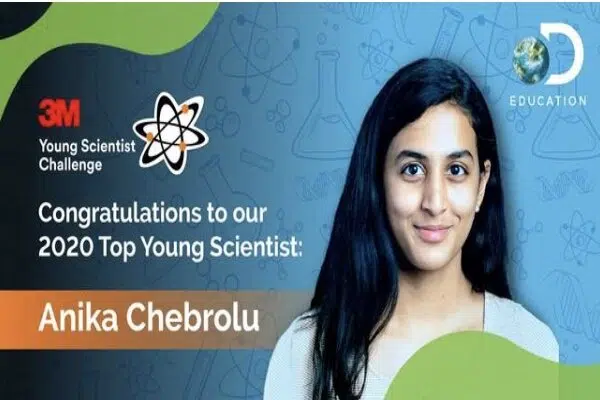 3M
Young Scientist
Challenge
Congratulations to our
2020 Top Young Scientist:
Anika Chebrolu
D
EDUCATION